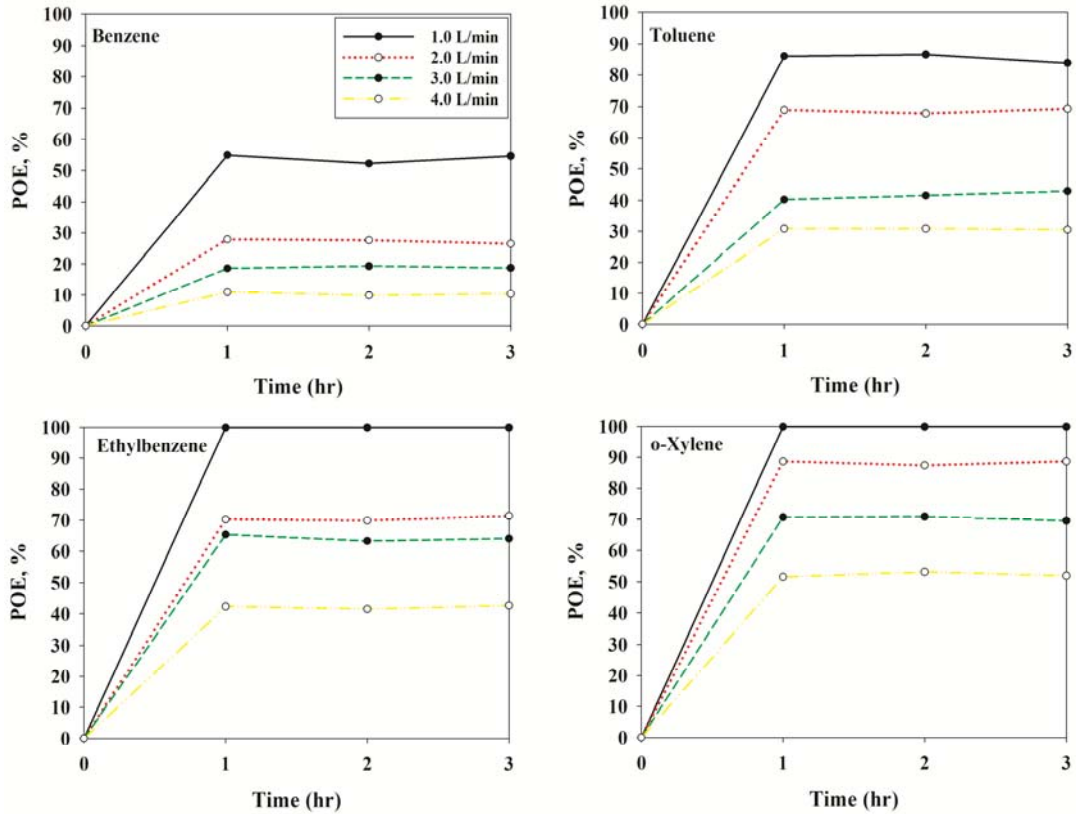 Benzene
1.0 L/min
2.0 L/min
3.0 L/min
4.0 L/min
POE, %
100
90
80
70
60
50
40
30
20
10
0
0 1 2 3
Time (hr)
Toluene
POE, %
100
90
80
70
60
50
40
30
20
10
0
0 1 2 3
Time (hr)
Ethylbenzene
POE, %
100
90
80
70
60
50
40
30
20
10
0
0 1 2 3
Time (hr)
o-Xylene
POE, %
100
90
80
70
60
50
40
30
20
10
0
0 1 2 3
Time (hr)